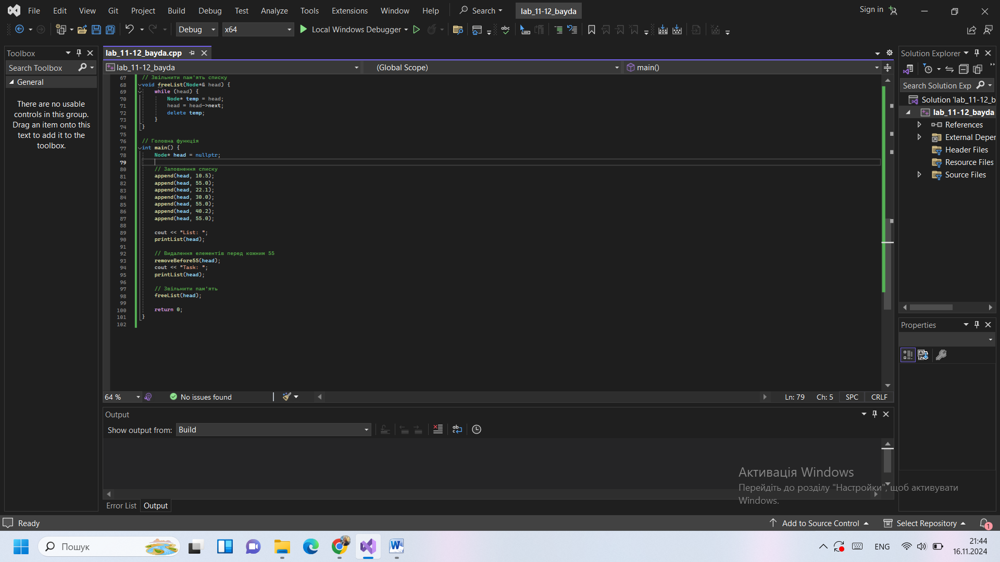 File Edit View Git Project Build Debug Test Analyze Tools Extensions Window Help Search lab_11-12_bayda Sign in
Debug x64 Local Windows Debugger
Toolbox
Search Toolbox
General
There are no usable
controls in this group.
Drag an item onto this
text to add it to the
toolbox.
lab_11-12_bayda.cpp
lab_11-12_bayda (Global Scope) main()
67 // Звільнити пам'ять списку
68 void freeList(Node*& head) {
69 while (head) {
70 Node* temp = head;
71 head = head->next;
72 delete temp;
73 }
74 }
75
76 // Головна функція
77 int main() {
78 Node* head = nullptr;
79
80 // Заповнення списку
81 append(head, 10.5);
82 append(head, 55.0);
83 append(head, 22.1);
84 append(head, 30.0);
85 append(head, 55.0);
86 append(head, 40.2);
87 append(head, 55.0);
88
89 cout << "List: ";
90 printList(head);
91
92 // Видалення елементів перед кожним 55
93 removeBefore55(head);
94 cout << "Task: ";
95 printList(head);
96
97 // Звільнити пам'ять
98 freeList(head);
99
100 return 0;
101 }
102
64 % No issues found Ln: 79 Ch: 5 SPC CRLF
Output
Show output from: Build
Error List Output
Solution Explorer
Search Solution Exp
Solution 'lab_11-12_b
lab_11-12_bayda
References
External Deper
Header Files
Resource Files
Source Files
Properties
Активація Windows
Перейдіть до розділу "Настройки", щоб активувати
Windows.
Ready Add to Source Control Select Repository 1
Пошук ENG 21:44
16.11.2024